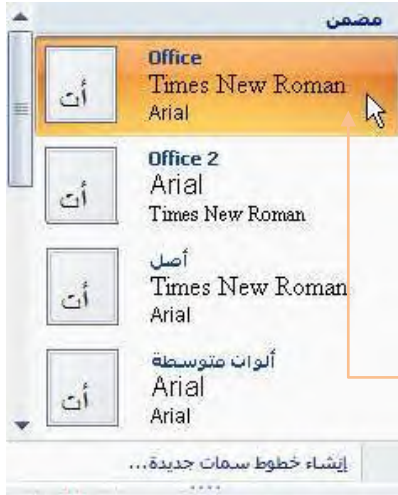 مضمن
Office
Times New Roman
Arial
أت
Office 2
Arial
Times New Roman
أت
أصل
Times New Roman
Arial
أت
ألوان متوسطة
Arial
Arial
أت
إنشاء خطوط سمات جديدة...